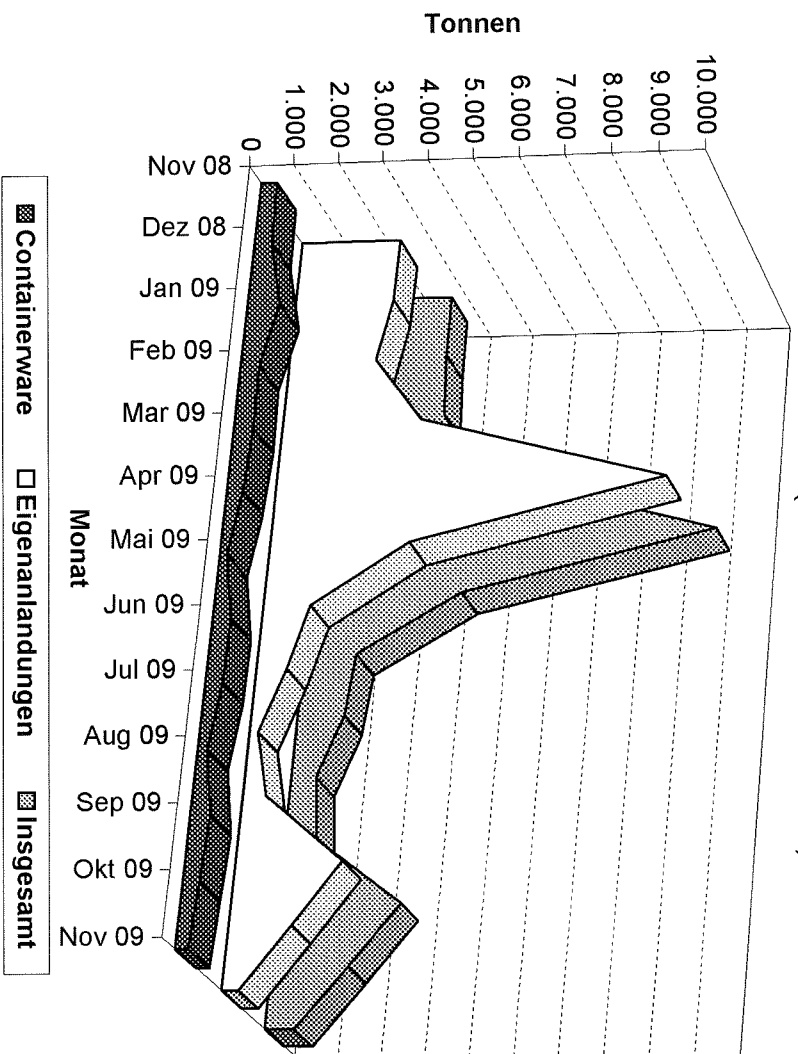 Tonnen
10.000
9.000
8.000
7.000
6.000
5.000
4.000
3.000
2.000
1.000
0
Nov 08
Dez 08
Jan 09
Feb 09
Mar 09
Apr 09
Mai 09
Jun 09
Jul 09
Aug 09
Sep 09
Okt 09
Nov 09
Monat
Containerware
Eigenanlandungen
Insgesamt